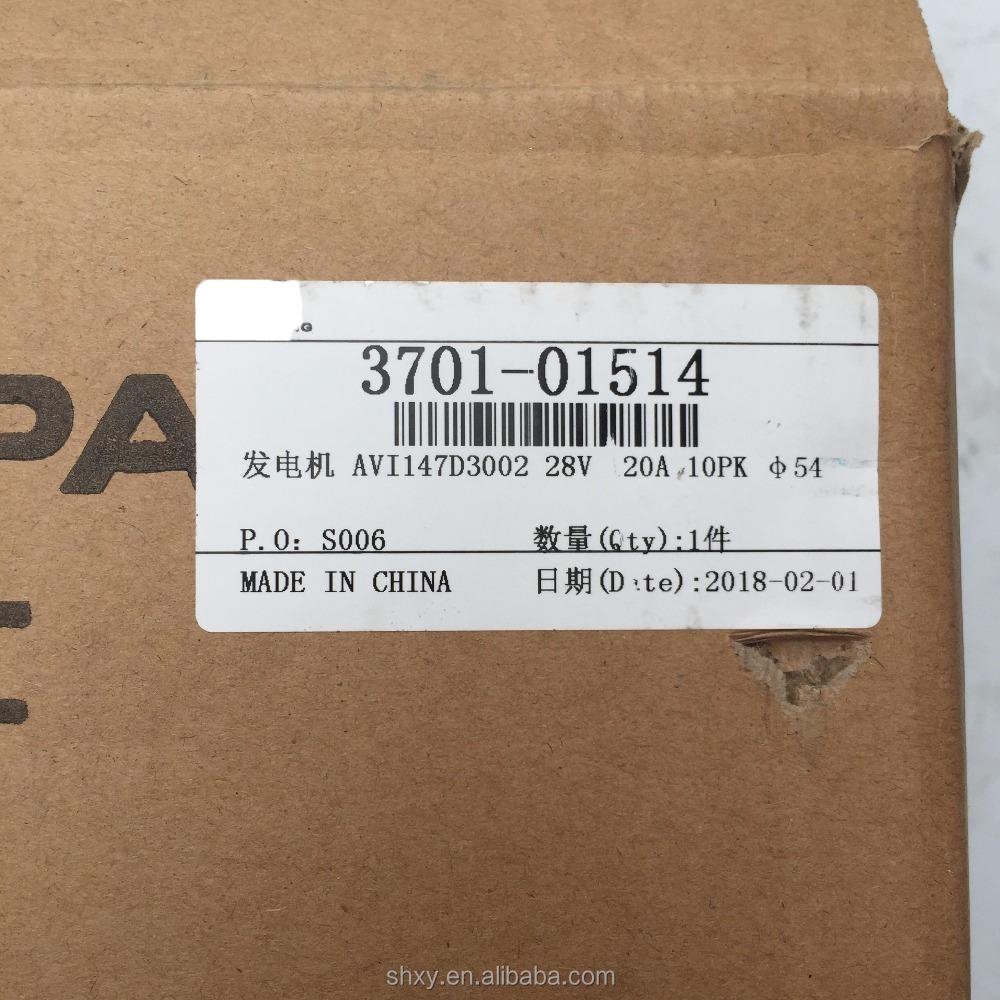 3701-01514
发电机 AVI147D3002 28V 20A 10PK φ54
P.O: S006 数量(Qty):1件
MADE IN CHINA 日期(Date):2018-02-01
PA
shxy.en.alibaba.com